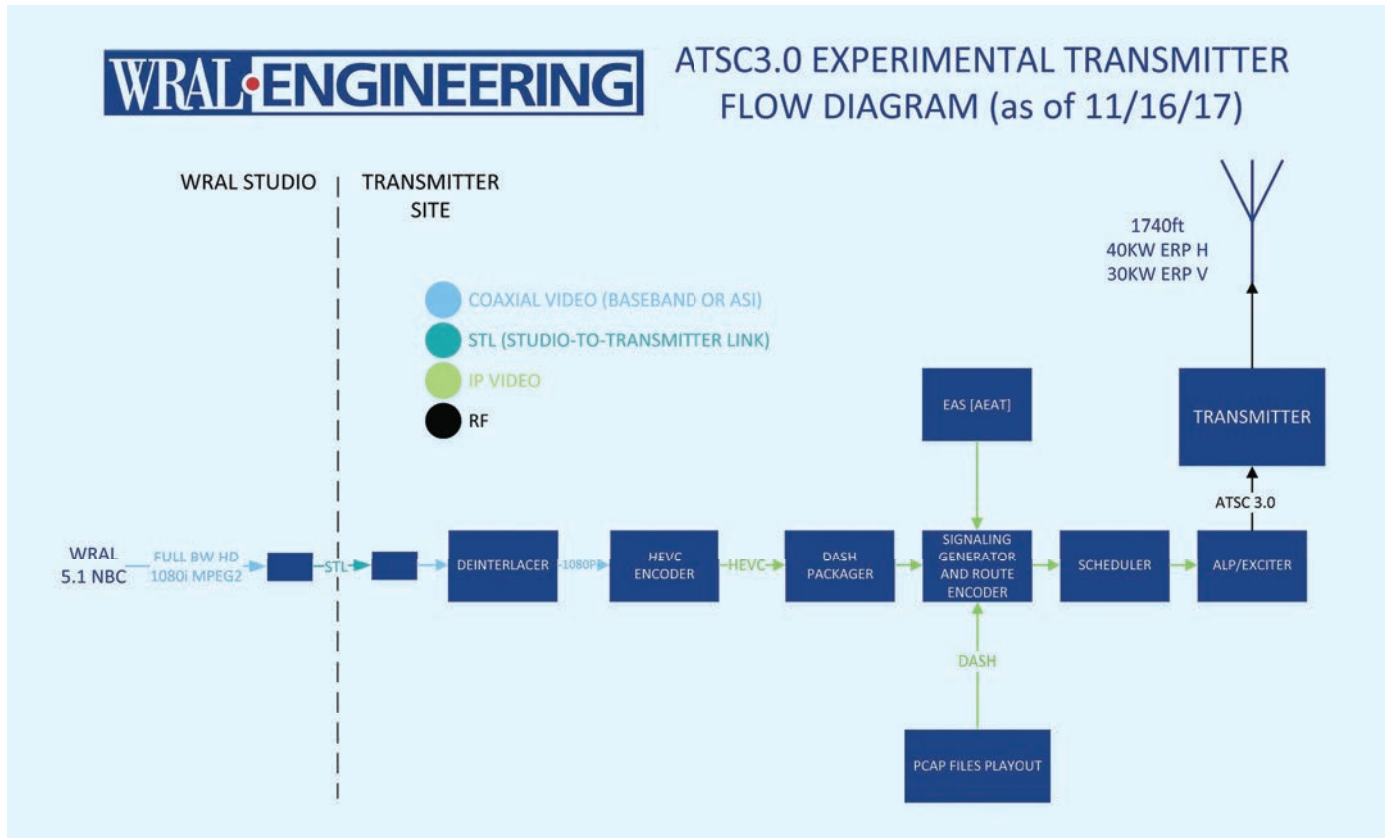 WRAL•ENGINEERING
ATSC3.0 EXPERIMENTAL TRANSMITTER
FLOW DIAGRAM (as of 11/16/17)
WRAL STUDIO
TRANSMITTER
SITE
1740ft
40KW ERP H
30KW ERP V
COAXIAL VIDEO (BASEBAND OR ASI)
STL (STUDIO-TO-TRANSMITTER LINK)
IP VIDEO
RF
EAS [AEAT]
TRANSMITTER
ATSC 3.0
WRAL
5.1 NBC
FULL BW HD
1080i MPEG2
STL
DEINTERLACER
1080P
HEVC
ENCODER
HEVC
DASH
PACKAGER
SIGNALING
GENERATOR
AND ROUTE
ENCODER
SCHEDULER
ALP/EXCITER
DASH
PCAP FILES PLAYOUT